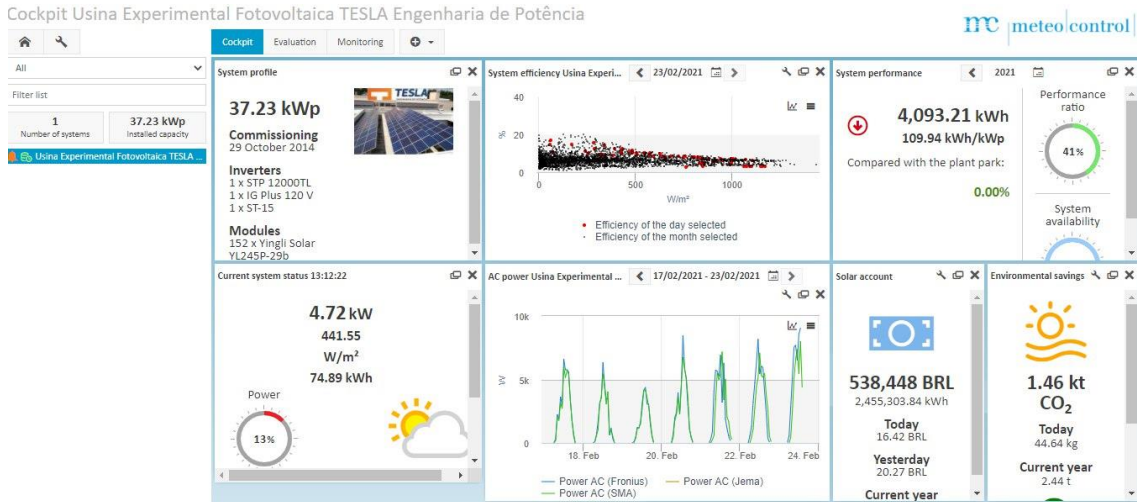 Cockpit Usina Experimental Fotovoltaica TESLA Engenharia de Potência
mc meteo|control
Cockpit Evaluation Monitoring
All
Filter list
1
Number of systems
37.23 kWp
Installed capacity
Usina Experimental Fotovoltaica TESLA ...
System profile
37.23 kWp
TESLA
Commissioning
29 October 2014
Inverters
1 x STP 12000TL
1 x IG Plus 120 V
1 x ST-15
Modules
152 x Yingli Solar
YL245P-29b
System efficiency Usina Experi... 23/02/2021
40
20
0
%
0 500 1000
W/m²
Efficiency of the day selected
Efficiency of the month selected
System performance 2021
4,093.21 kWh
109.94 kWh/kWp
Compared with the plant park:
0.00%
Performance
ratio
41%
System
availability
Current system status 13:12:22
4.72 kW
441.55
W/m²
74.89 kWh
Power
13%
AC power Usina Experimental ... 17/02/2021 - 23/02/2021
10k
5k
0
W
18. Feb 20. Feb 22. Feb 24. Feb
Power AC (Fronius) Power AC (Jema)
Power AC (SMA)
Solar account
538,448 BRL
2,455,303.84 kWh
Today
16.42 BRL
Yesterday
20.27 BRL
Current year
Environmental savings
1.46 kt
CO₂
Today
44.64 kg
Current year
2.44 t